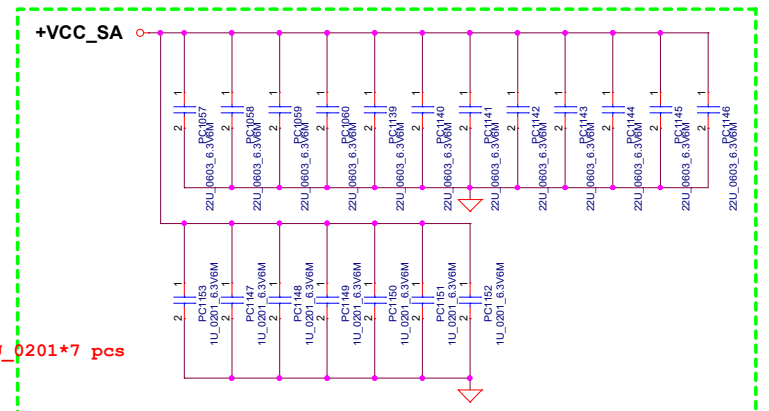 +VCC_SA
1 1 1 1 1 1 1 1 1 1 1 1
2 2 2 2 2 2 2 2 2 2 2 2
PC1057 PC1058 PC1059 PC1060 PC1139 PC1140 PC1141 PC1142 PC1143 PC1144 PC1145 PC1146
22U_0603_6.3V6M 22U_0603_6.3V6M 22U_0603_6.3V6M 22U_0603_6.3V6M 22U_0603_6.3V6M 22U_0603_6.3V6M 22U_0603_6.3V6M 22U_0603_6.3V6M 22U_0603_6.3V6M 22U_0603_6.3V6M 22U_0603_6.3V6M 22U_0603_6.3V6M
1 1 1 1 1 1 1
2 2 2 2 2 2 2
PC1153 PC1147 PC1148 PC1149 PC1150 PC1151 PC1152
1U_0201_6.3V6M 1U_0201_6.3V6M 1U_0201_6.3V6M 1U_0201_6.3V6M 1U_0201_6.3V6M 1U_0201_6.3V6M 1U_0201_6.3V6M
U_0201*7 pcs